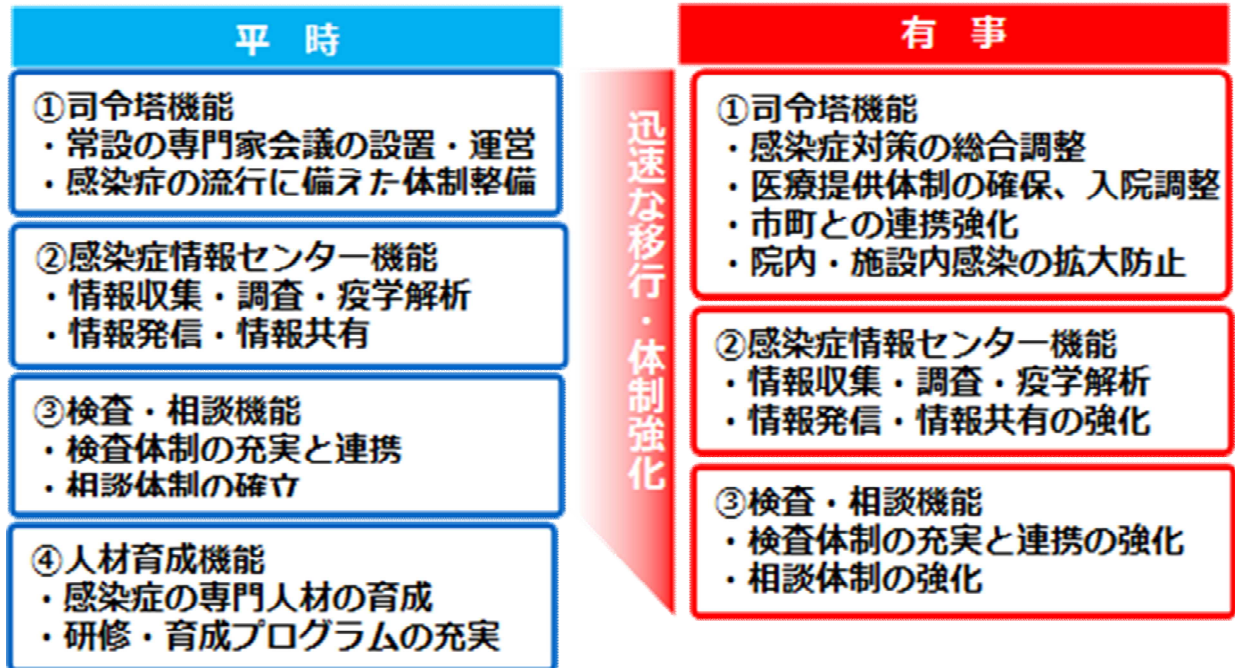 平 時
①司令塔機能
・常設の専門家会議の設置・運営
・感染症の流行に備えた体制整備
②感染症情報センター機能
・情報収集・調査・疫学解析
・情報発信・情報共有
③検査・相談機能
・検査体制の充実と連携
・相談体制の確立
④人材育成機能
・感染症の専門人材の育成
・研修・育成プログラムの充実
迅速な移行・体制強化
有 事
①司令塔機能
・感染症対策の総合調整
・医療提供体制の確保、入院調整
・市町との連携強化
・院内・施設内感染の拡大防止
②感染症情報センター機能
・情報収集・調査・疫学解析
・情報発信・情報共有の強化
③検査・相談機能
・検査体制の充実と連携の強化
・相談体制の強化